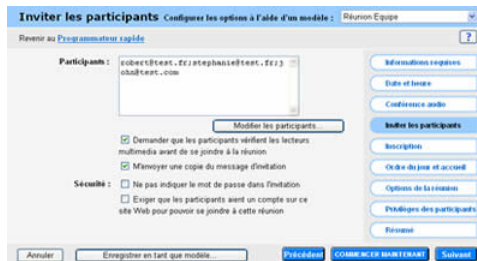 Inviter les participants Configurer les options à l'aide d'un modèle : Réunion Equipe
Revenir au Programmateur rapide
?
Participants : robert@test.fr;stephanie@test.fr;j
ohn@test.com
Modifier les participants...
Demander que les participants vérifient les lecteurs
multimedia avant de se joindre à la réunion
M'envoyer une copie du message d'invitation
Sécurité : Ne pas indiquer le mot de passe dans l'invitation
Exiger que les participants aient un compte sur ce
site Web pour pouvoir se joindre à cette réunion
Informations requises
Date et heure
Conférence audio
Inviter les participants
Inscription
Ordre du jour et accueil
Options de la réunion
Privilèges des participants
Résumé
Annuler
Enregistrer en tant que modèle...
Précédent
COMMENCER MAINTENANT
Suivant